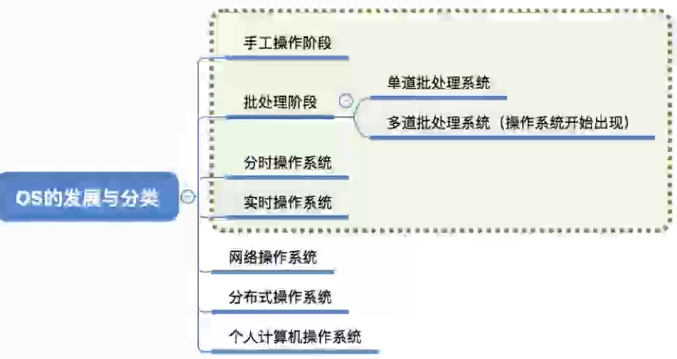 OS的发展与分类
手工操作阶段
批处理阶段
单道批处理系统
多道批处理系统（操作系统开始出现）
分时操作系统
实时操作系统
网络操作系统
分布式操作系统
个人计算机操作系统